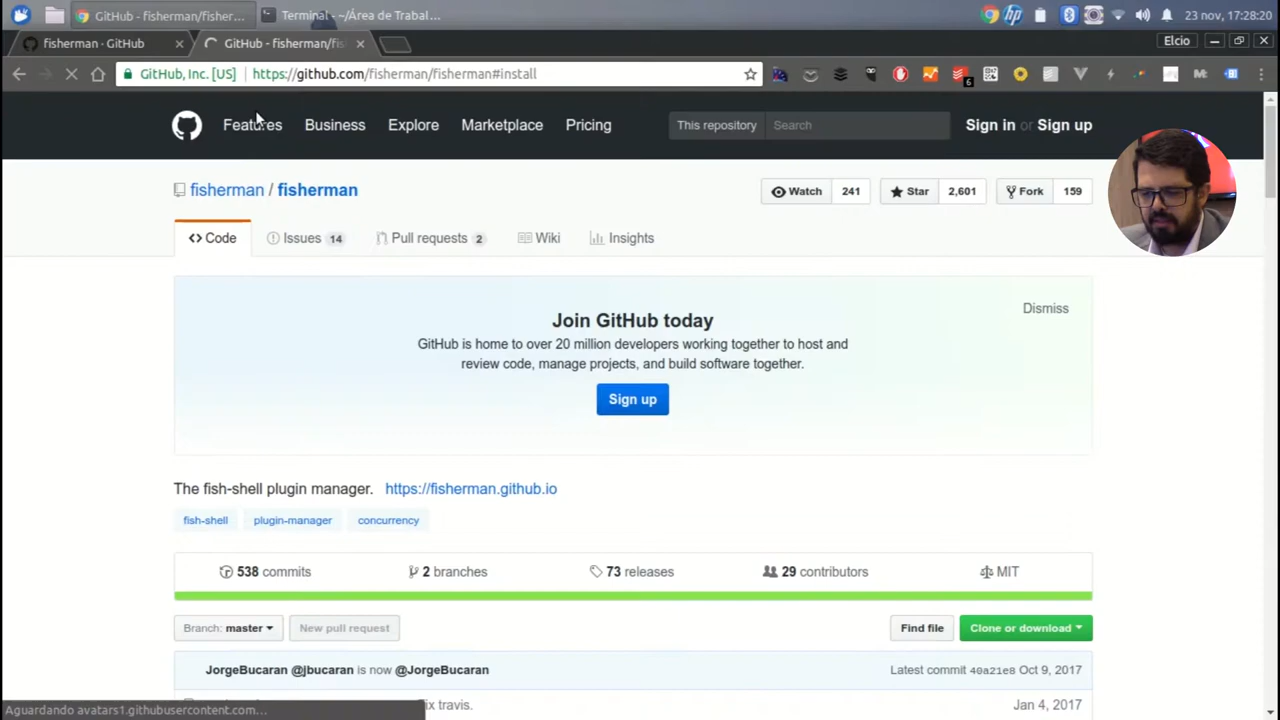 GitHub - fisherman/fisher...
Terminal - ~/Área de Trabal...
23 nov, 17:28:20
fisherman · GitHub
GitHub - fisherman/fis
Elcio
GitHub, Inc. [US]
https://github.com/fisherman/fisherman#install
6
Features
Business
Explore
Marketplace
Pricing
This repository
Search
Sign in or Sign up
fisherman / fisherman
Watch 241
Star 2,601
Fork 159
Code
Issues 14
Pull requests 2
Wiki
Insights
Join GitHub today
Dismiss
GitHub is home to over 20 million developers working together to host and
review code, manage projects, and build software together.
Sign up
The fish-shell plugin manager. https://fisherman.github.io
fish-shell
plugin-manager
concurrency
538 commits
2 branches
73 releases
29 contributors
MIT
Branch: master
New pull request
Find file
Clone or download
JorgeBucaran @jbucaran is now @JorgeBucaran
Latest commit 40a21e8 Oct 9, 2017
ix travis.
Jan 4, 2017
Aguardando avatars1.githubusercontent.com...